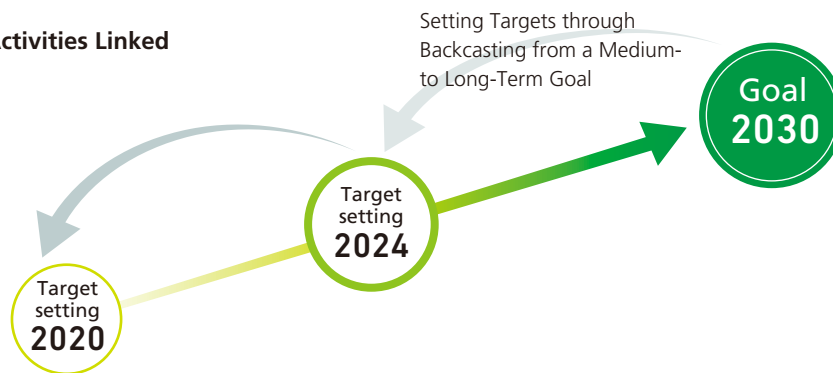 Activities Linked
Setting Targets through
Backcasting from a Medium-
to Long-Term Goal
Goal
2030
Target
setting
2024
Target
setting
2020